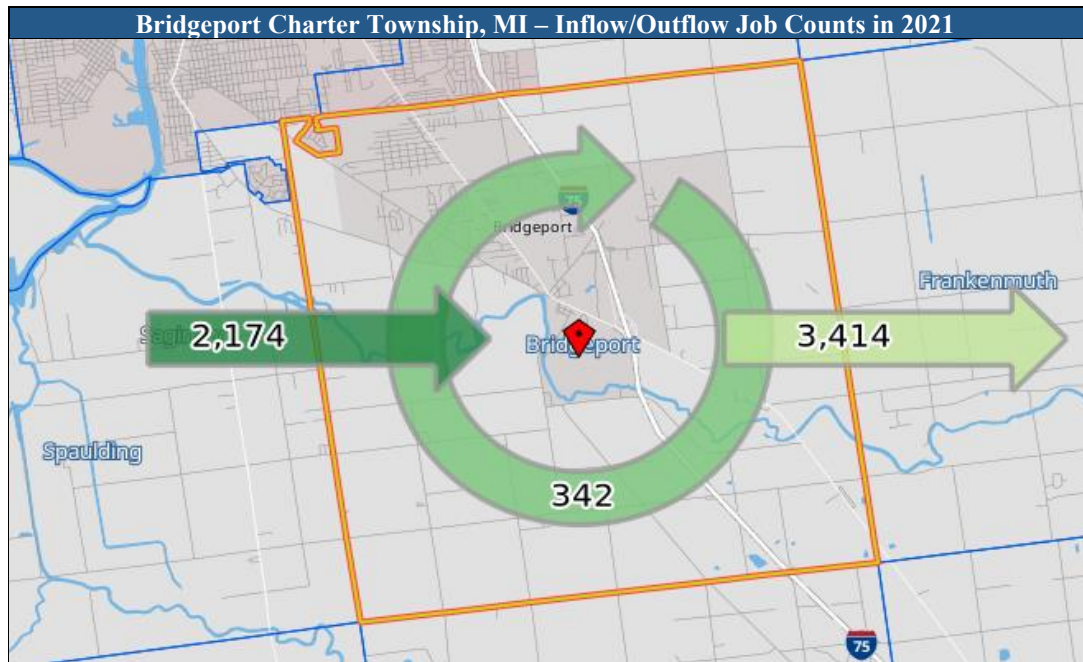 Bridgeport Charter Township, MI – Inflow/Outflow Job Counts in 2021
75
Bridgeport
Frankenmuth
2,174
Bridgeport
3,414
Spaulding
342
75